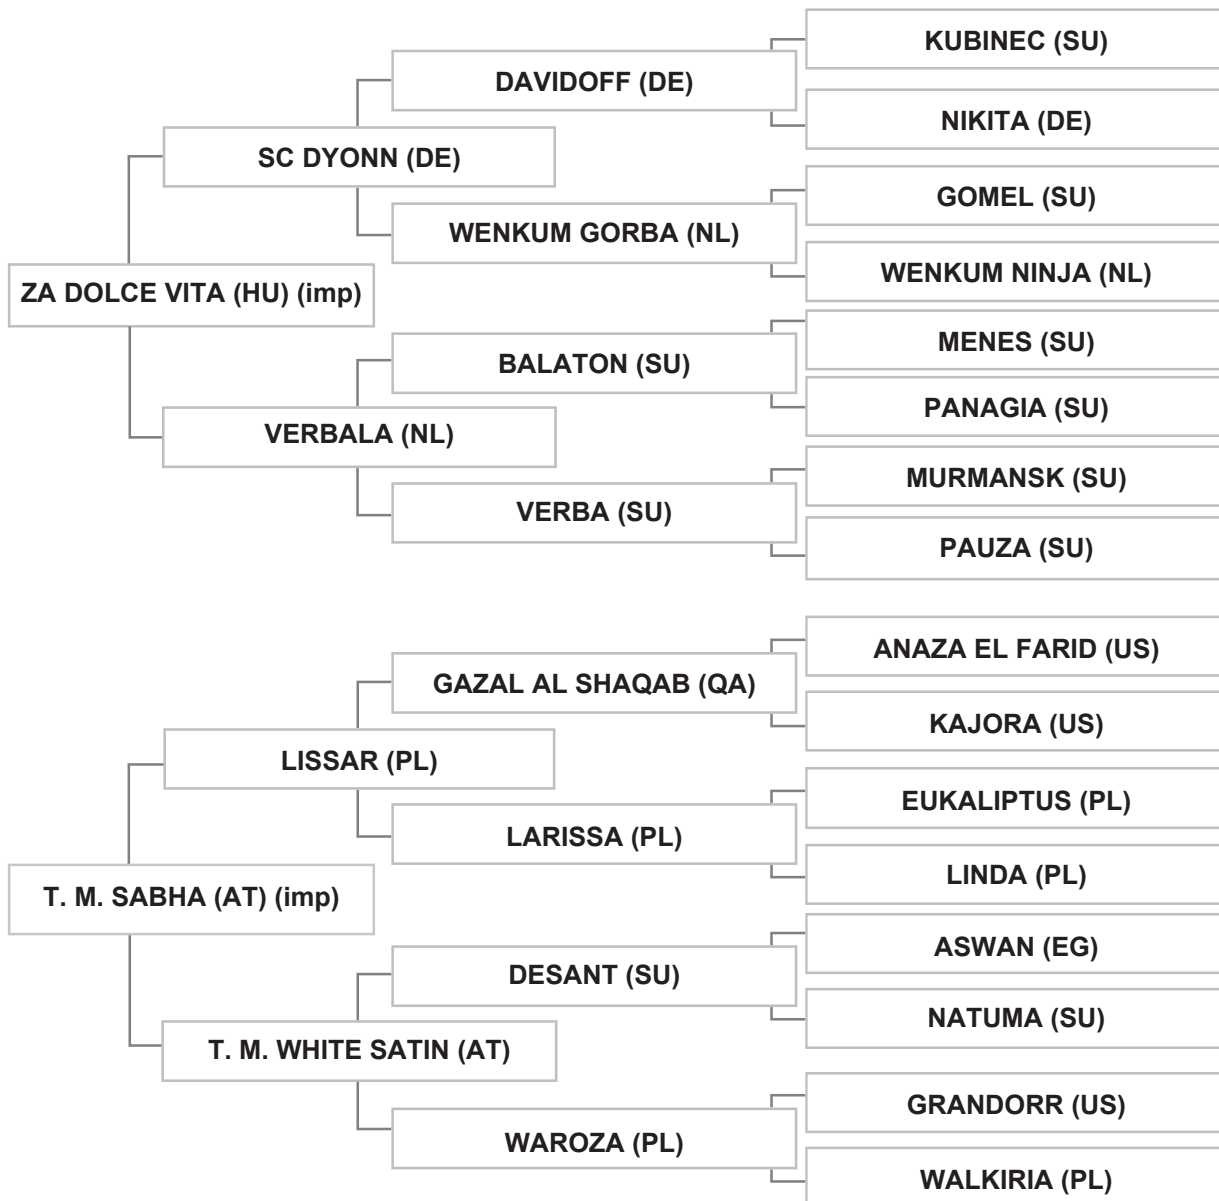 KUBINEC (SU)
DAVIDOFF (DE)
NIKITA (DE)
SC DYONN (DE)
GOMEL (SU)
WENKUM GORBA (NL)
WENKUM NINJA (NL)
ZA DOLCE VITA (HU) (imp)
MENES (SU)
BALATON (SU)
PANAGIA (SU)
VERBALA (NL)
MURMANSK (SU)
VERBA (SU)
PAUZA (SU)
ANAZA EL FARID (US)
GAZAL AL SHAQAB (QA)
KAJORA (US)
LISSAR (PL)
EUKALIPTUS (PL)
LARISSA (PL)
LINDA (PL)
T. M. SABHA (AT) (imp)
ASWAN (EG)
DESANT (SU)
NATUMA (SU)
T. M. WHITE SATIN (AT)
GRANDORR (US)
WAROZA (PL)
WALKIRIA (PL)